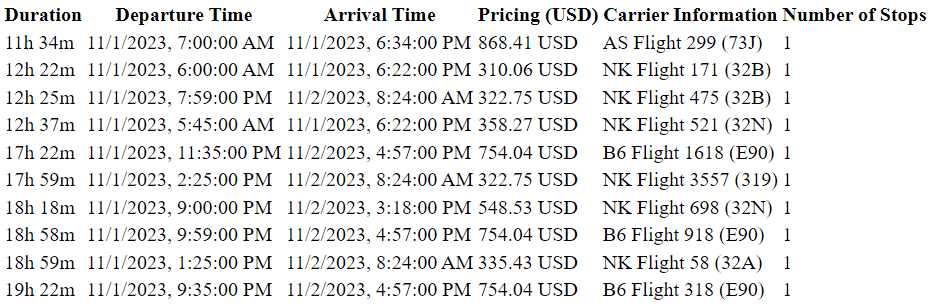 Duration Departure Time Arrival Time Pricing (USD) Carrier Information Number of Stops
11h 34m 11/1/2023, 7:00:00 AM 11/1/2023, 6:34:00 PM 868.41 USD AS Flight 299 (73J) 1
12h 22m 11/1/2023, 6:00:00 AM 11/1/2023, 6:22:00 PM 310.06 USD NK Flight 171 (32B) 1
12h 25m 11/1/2023, 7:59:00 PM 11/2/2023, 8:24:00 AM 322.75 USD NK Flight 475 (32B) 1
12h 37m 11/1/2023, 5:45:00 AM 11/1/2023, 6:22:00 PM 358.27 USD NK Flight 521 (32N) 1
17h 22m 11/1/2023, 11:35:00 PM 11/2/2023, 4:57:00 PM 754.04 USD B6 Flight 1618 (E90) 1
17h 59m 11/1/2023, 2:25:00 PM 11/2/2023, 8:24:00 AM 322.75 USD NK Flight 3557 (319) 1
18h 18m 11/1/2023, 9:00:00 PM 11/2/2023, 3:18:00 PM 548.53 USD NK Flight 698 (32N) 1
18h 58m 11/1/2023, 9:59:00 PM 11/2/2023, 4:57:00 PM 754.04 USD B6 Flight 918 (E90) 1
18h 59m 11/1/2023, 1:25:00 PM 11/2/2023, 8:24:00 AM 335.43 USD NK Flight 58 (32A) 1
19h 22m 11/1/2023, 9:35:00 PM 11/2/2023, 4:57:00 PM 754.04 USD B6 Flight 318 (E90) 1